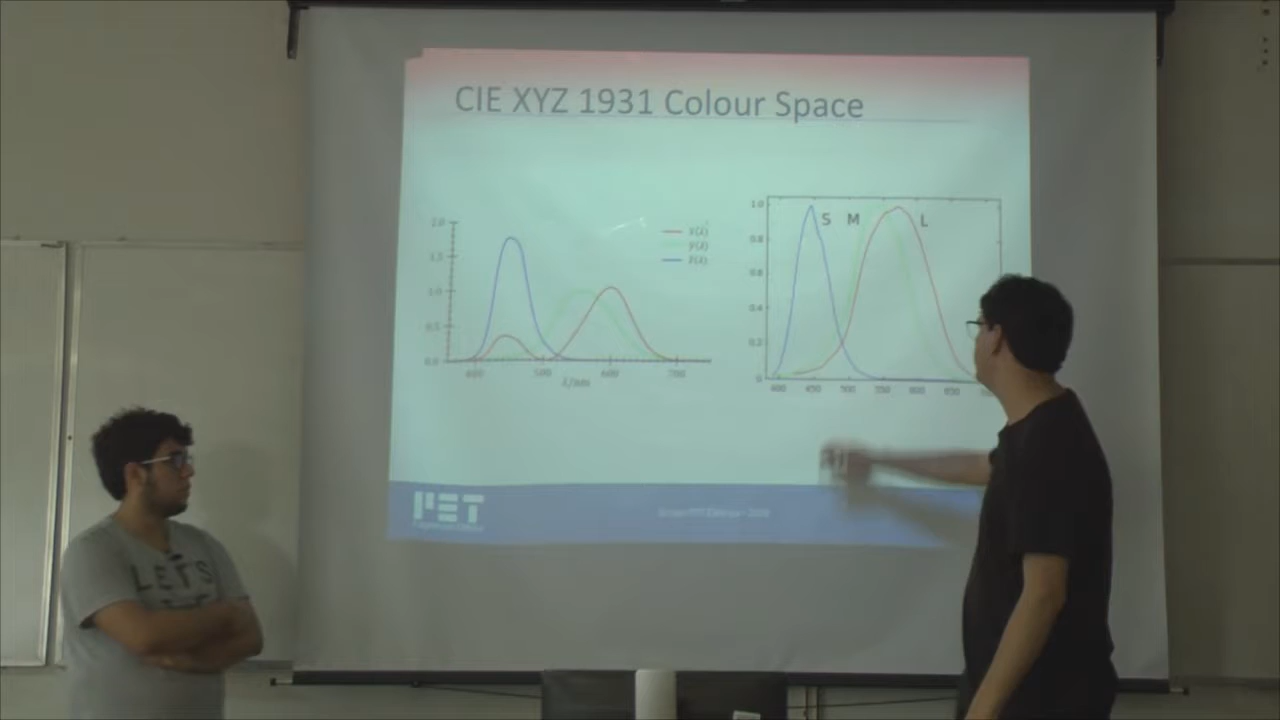 CIE XYZ 1931 Colour Space
2.0
1.5
1.0
0.5
0.0
400 500 600 700
λ/nm
x̄(λ)
ȳ(λ)
z̄(λ)
S M L
1.0
0.8
0.6
0.4
0.2
0
400 450 500 550 600 650
PET
LETS